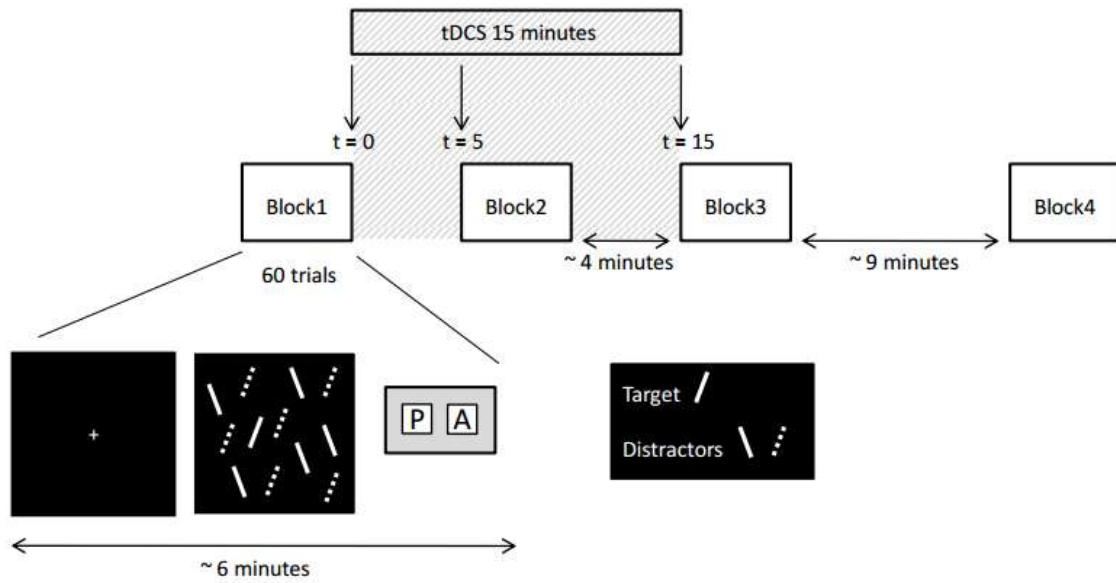 tDCS 15 minutes
t = 0
t = 5
t = 15
Block1
Block2
Block3
Block4
~ 4 minutes
~ 9 minutes
60 trials
P A
Target
Distractors
~ 6 minutes